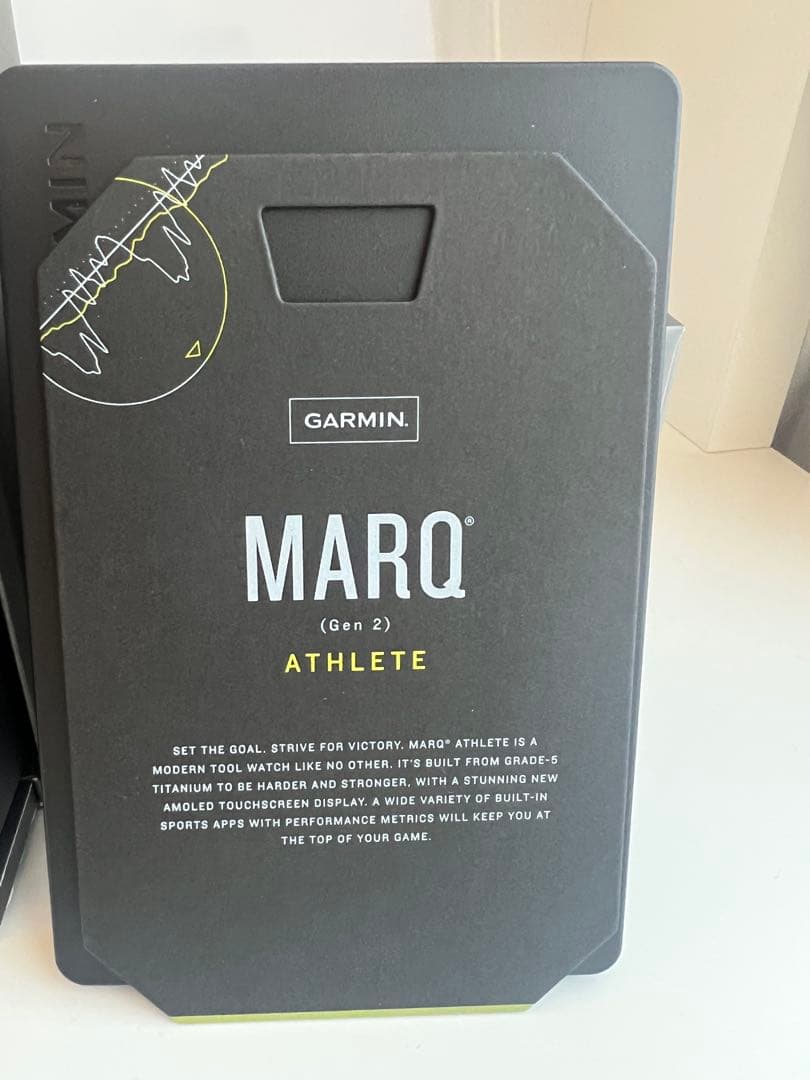 GARMIN.
MARQ®
(Gen 2)
ATHLETE
SET THE GOAL. STRIVE FOR VICTORY. MARQ® ATHLETE IS A
MODERN TOOL WATCH LIKE NO OTHER. IT'S BUILT FROM GRADE-5
TITANIUM TO BE HARDER AND STRONGER, WITH A STUNNING NEW
AMOLED TOUCHSCREEN DISPLAY. A WIDE VARIETY OF BUILT-IN
SPORTS APPS WITH PERFORMANCE METRICS WILL KEEP YOU AT
THE TOP OF YOUR GAME.